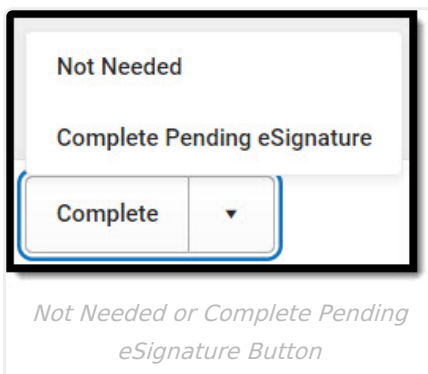 Not Needed
Complete Pending eSignature
Complete
Not Needed or Complete Pending
eSignature Button